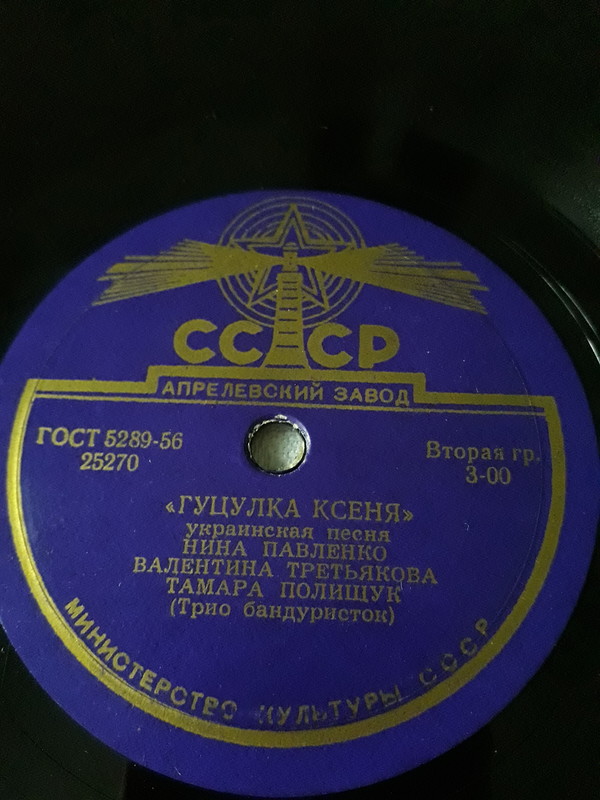 СССР
АПРЕЛЕВСКИЙ ЗАВОД
ГОСТ 5289-56
25270
Вторая гр.
3-00
«ГУЦУЛКА КСЕНЯ»
украинская песня
НИНА ПАВЛЕНКО
ВАЛЕНТИНА ТРЕТЬЯКОВА
ТАМАРА ПОЛИЩУК
(Трио бандуристок)
МИНИСТЕРСТВО КУЛЬТУРЫ СССР